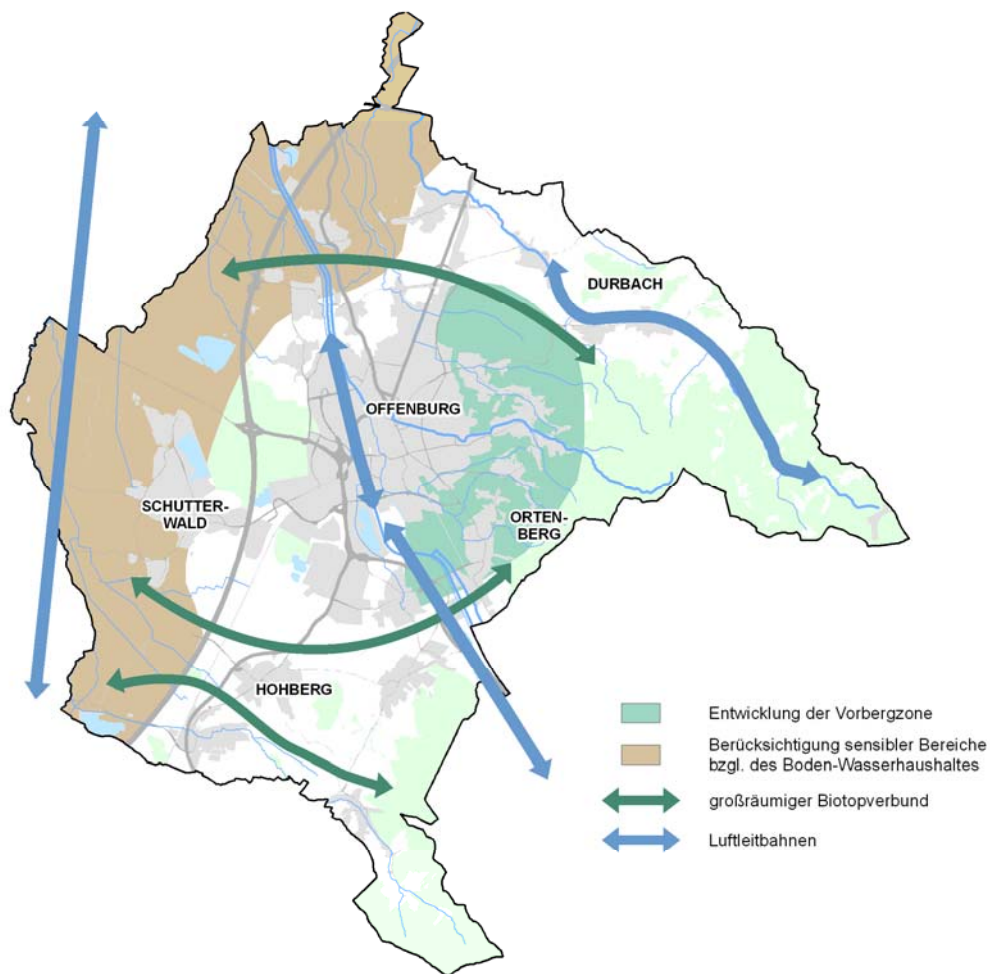 DURBACH
OFFENBURG
SCHUTTER-
WALD
ORTEN-
BERG
HOHBERG
Entwicklung der Vorbergzone
Berücksichtigung sensibler Bereiche
bzgl. des Boden-Wasserhaushaltes
großräumiger Biotopverbund
Luftleitbahnen